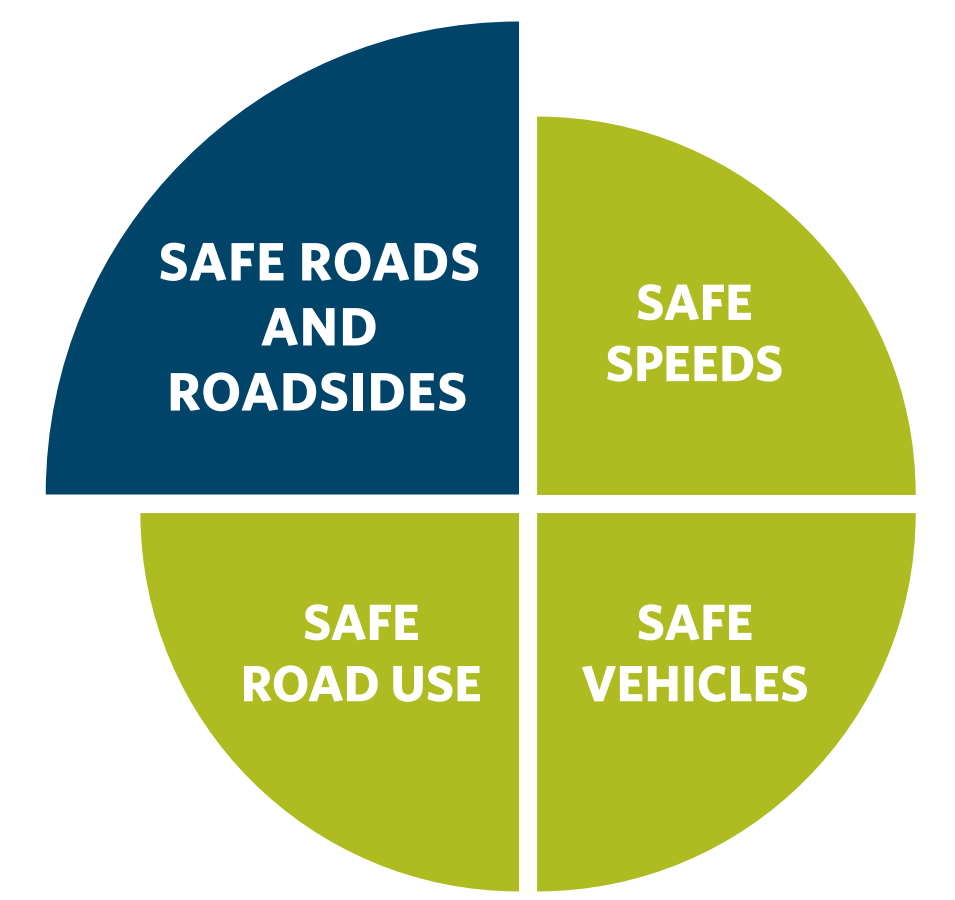 SAFE ROADS
AND
ROADSIDES
SAFE
SPEEDS
SAFE
ROAD USE
SAFE
VEHICLES